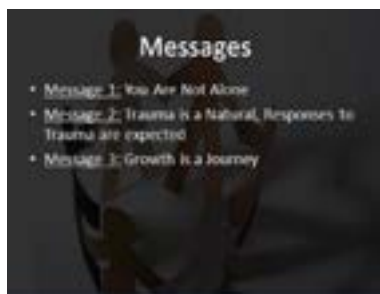 Messages
• Message 1: You Are Not Alone
• Message 2: Trauma is a Natural, Responses to
Trauma are expected
• Message 3: Growth is a Journey